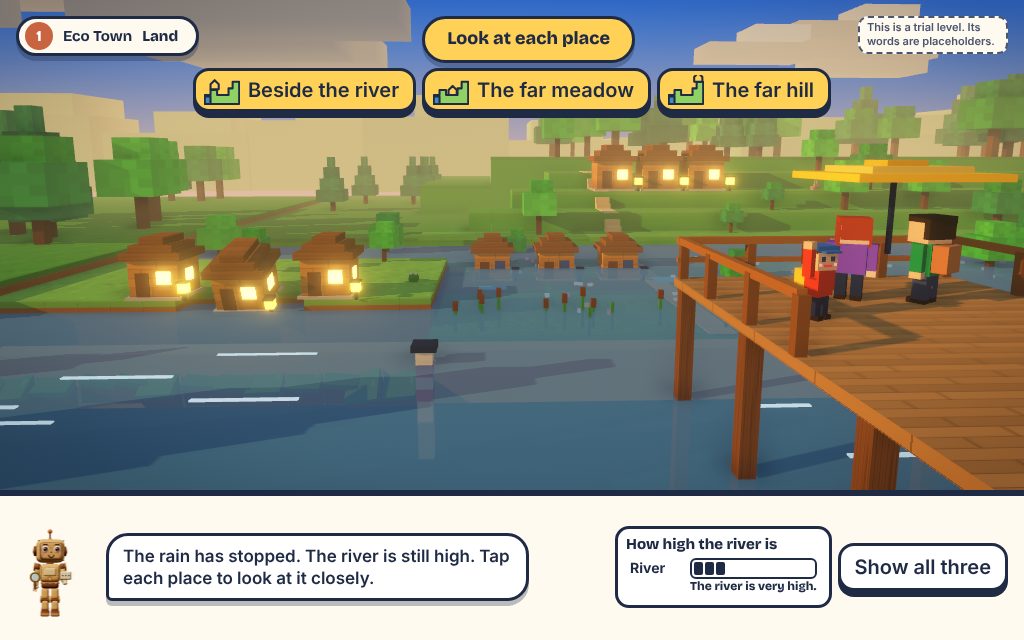 1 Eco Town Land
Look at each place
This is a trial level. Its
words are placeholders.
Beside the river
The far meadow
The far hill
The rain has stopped. The river is still high. Tap
each place to look at it closely.
How high the river is
River
The river is very high.
Show all three